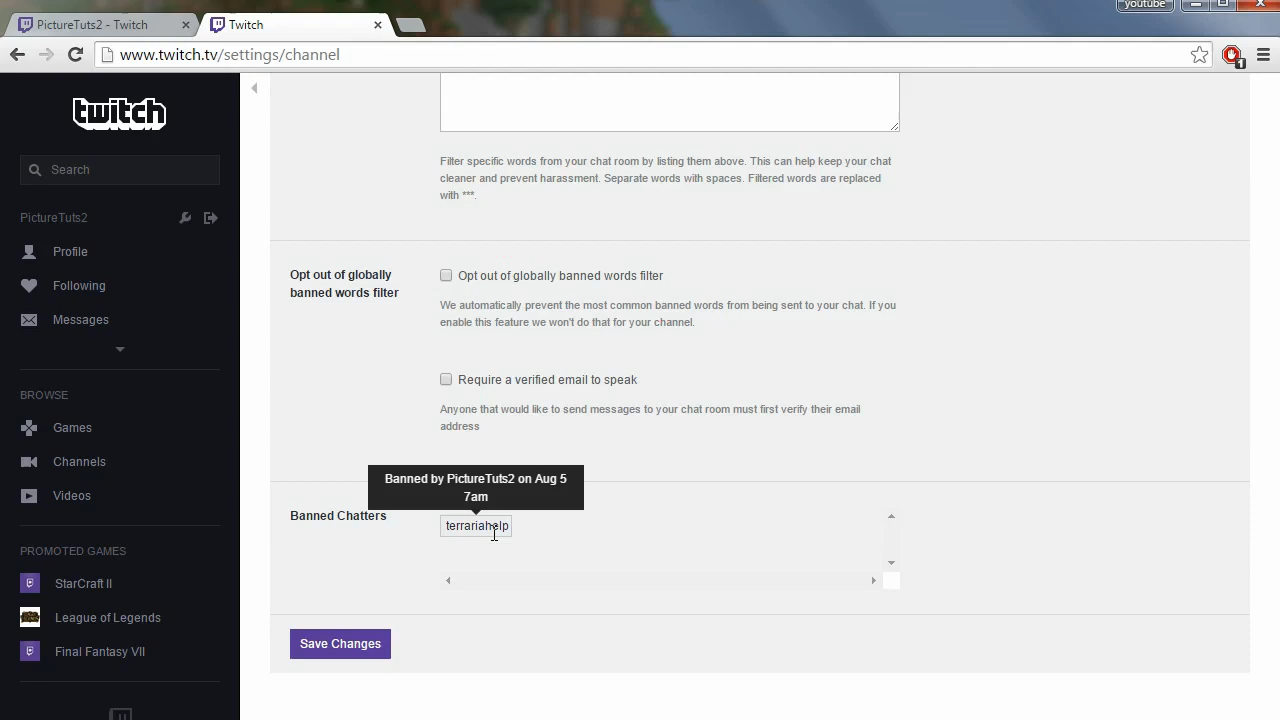 youtube
PictureTuts2 - Twitch
Twitch
www.twitch.tv/settings/channel
1
twitch
Search
PictureTuts2
Profile
Following
Messages
BROWSE
Games
Channels
Videos
PROMOTED GAMES
StarCraft II
League of Legends
Final Fantasy VII
Filter specific words from your chat room by listing them above. This can help keep your chat
cleaner and prevent harassment. Separate words with spaces. Filtered words are replaced
with ***.
Opt out of globally
banned words filter
Opt out of globally banned words filter
We automatically prevent the most common banned words from being sent to your chat. If you
enable this feature we won't do that for your channel.
Require a verified email to speak
Anyone that would like to send messages to your chat room must first verify their email
address
Banned by PictureTuts2 on Aug 5
7am
Banned Chatters
terrariahelp
Save Changes